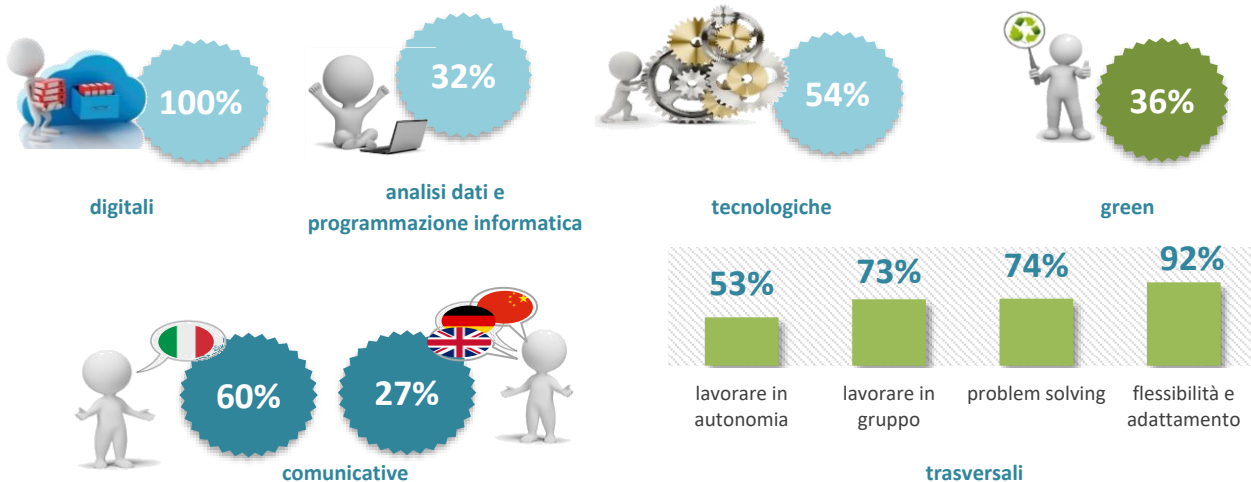 100%
32%
54%
36%
digitali
analisi dati e
programmazione informatica
tecnologiche
green
60%
27%
comunicative
53%
73%
74%
92%
lavorare in
autonomia
lavorare in
gruppo
problem solving
flessibilità e
adattamento
trasversali